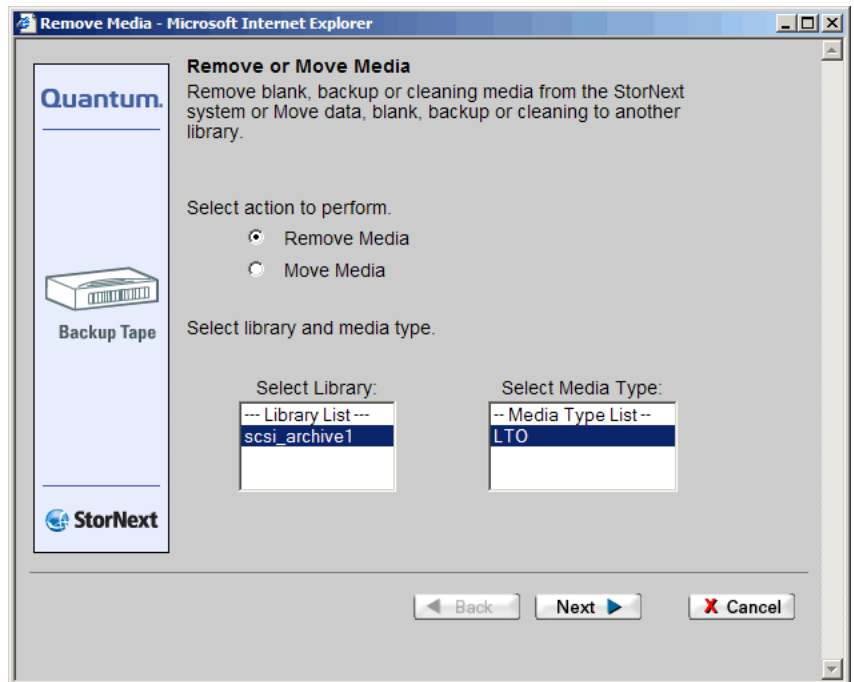 Remove Media - Microsoft Internet Explorer
Quantum.
Remove or Move Media
Remove blank, backup or cleaning media from the StorNext
system or Move data, blank, backup or cleaning to another
library.
Select action to perform.
Remove Media
Move Media
Backup Tape
Select library and media type.
Select Library:
--- Library List ---
scsi_archive1
Select Media Type:
-- Media Type List --
LTO
StorNext
Back
Next
X Cancel